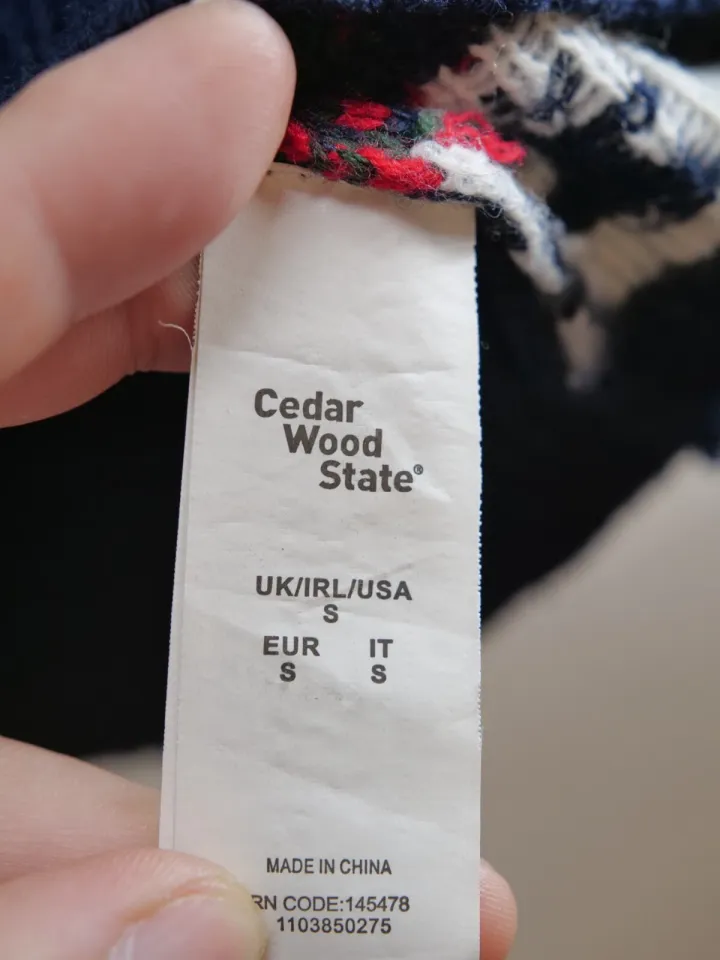 Cedar
Wood
State®
UK/IRL/USA
S
EUR IT
S S
MADE IN CHINA
RN CODE:145478
1103850275